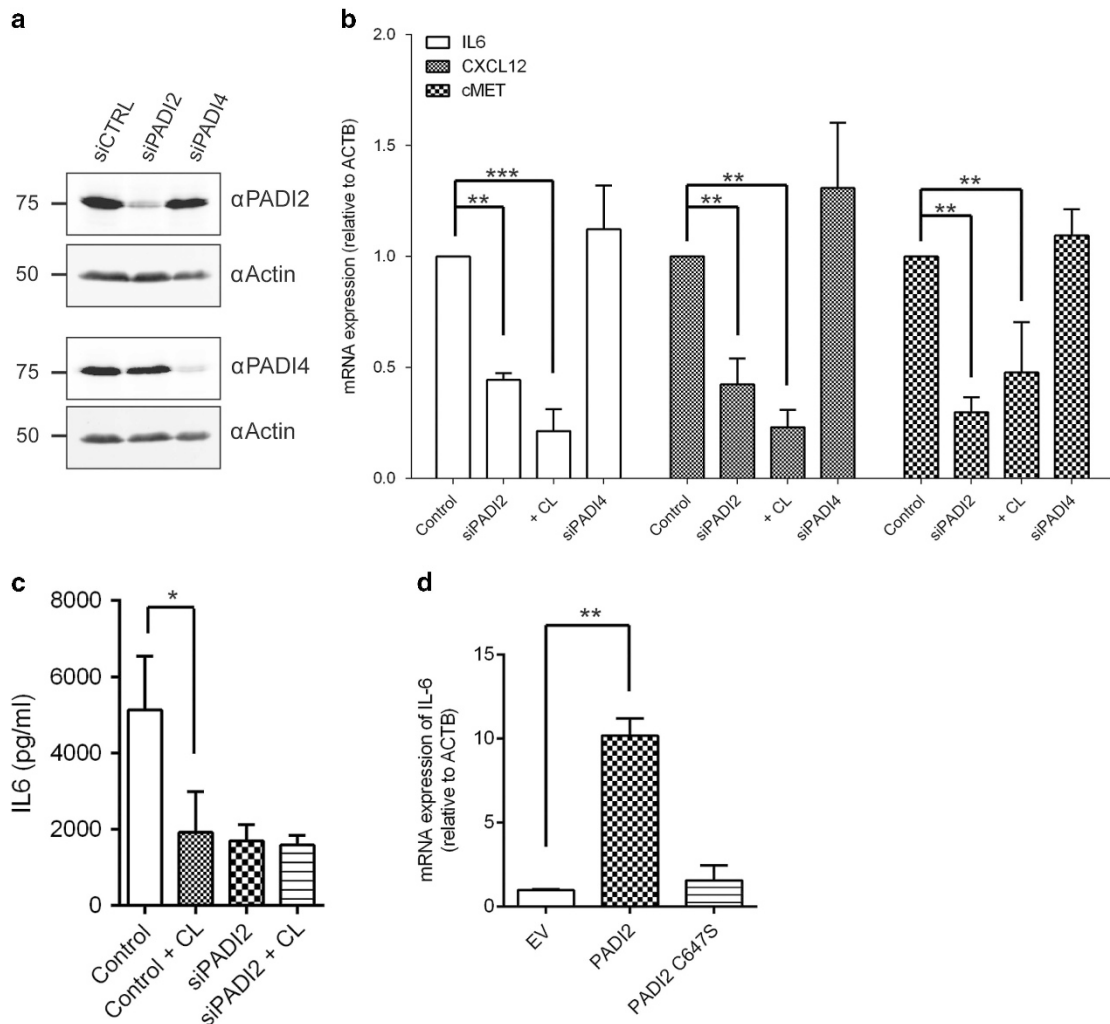 a
siCTRL
siPADI2
siPADI4
75
αPADI2
50
αActin
75
αPADI4
50
αActin
b
2.0
1.5
1.0
0.5
0.0
mRNA expression (relative to ACTB)
IL6
CXCL12
cMET
***
**
**
**
**
**
Control
siPADI2
+ CL
siPADI4
Control
siPADI2
+ CL
siPADI4
Control
siPADI2
+ CL
siPADI4
c
8000
6000
4000
2000
0
IL6 (pg/ml)
*
Control
Control + CL
siPADI2
siPADI2 + CL
d
15
10
5
0
mRNA expression of IL-6
(relative to ACTB)
**
EV
PADI2
PADI2 C647S